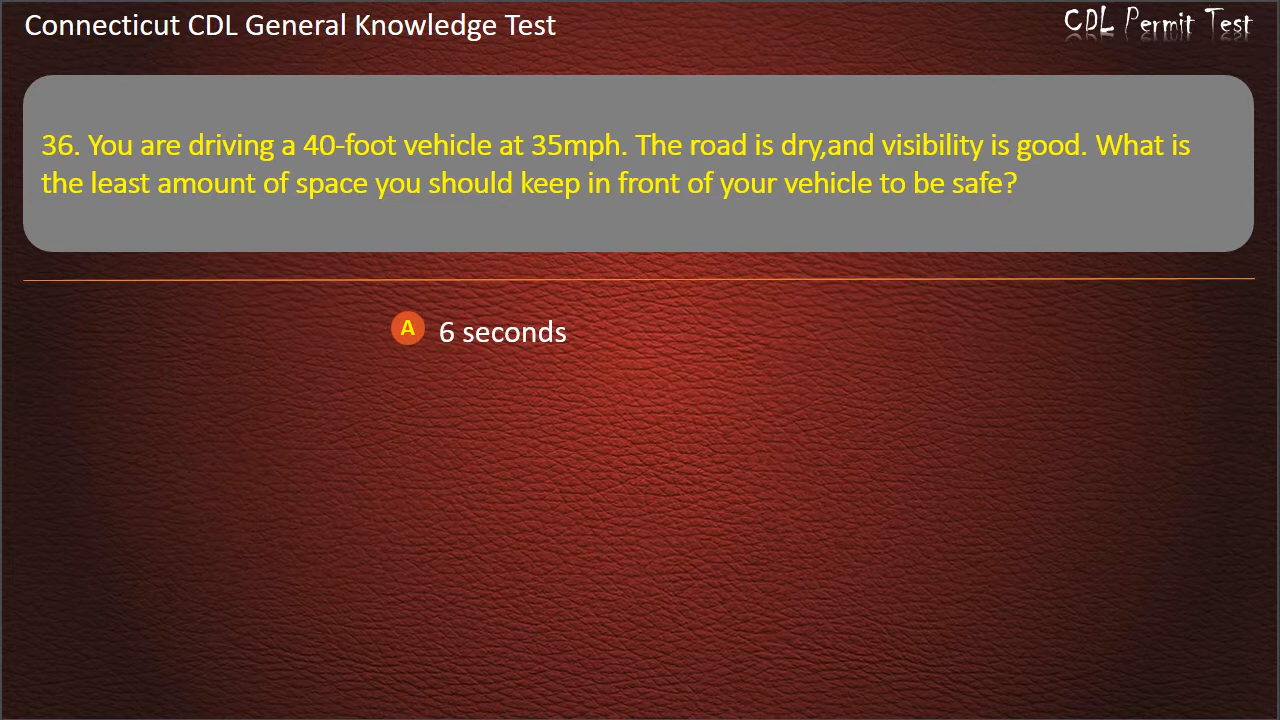 Connecticut CDL General Knowledge Test
CDL Permit Test
36. You are driving a 40-foot vehicle at 35mph. The road is dry,and visibility is good. What is
the least amount of space you should keep in front of your vehicle to be safe?
A 6 seconds